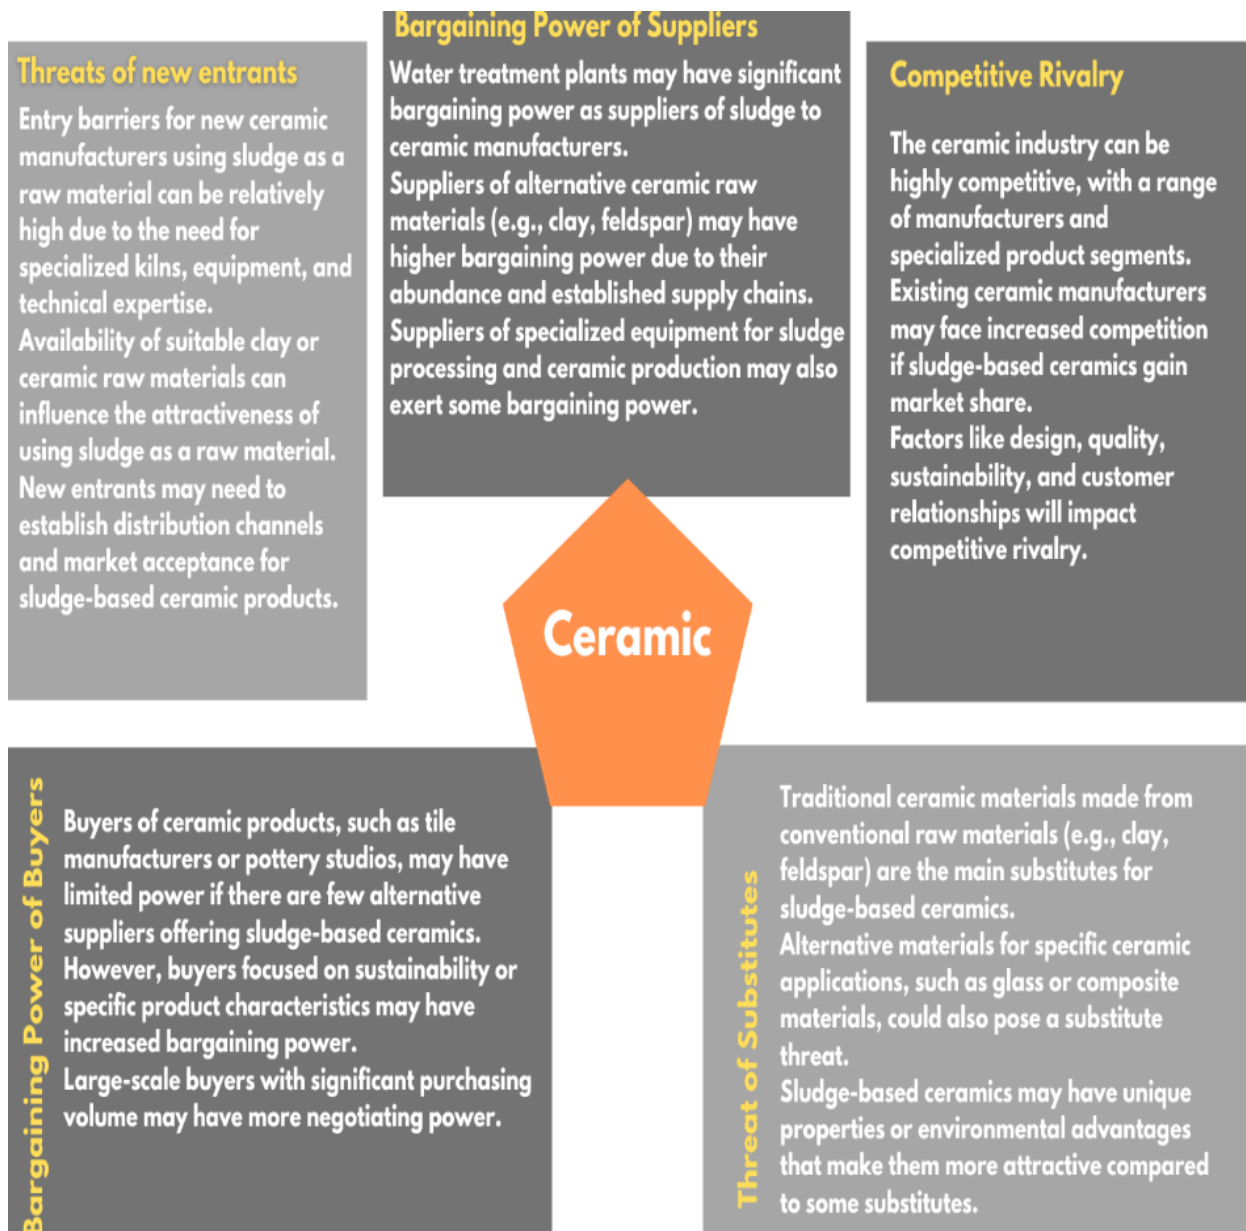 Threats of new entrants
Entry barriers for new ceramic
manufacturers using sludge as a
raw material can be relatively
high due to the need for
specialized kilns, equipment, and
technical expertise.
Availability of suitable clay or
ceramic raw materials can
influence the attractiveness of
using sludge as a raw material.
New entrants may need to
establish distribution channels
and market acceptance for
sludge-based ceramic products.
Bargaining Power of Suppliers
Water treatment plants may have significant
bargaining power as suppliers of sludge to
ceramic manufacturers.
Suppliers of alternative ceramic raw
materials (e.g., clay, feldspar) may have
higher bargaining power due to their
abundance and established supply chains.
Suppliers of specialized equipment for sludge
processing and ceramic production may also
exert some bargaining power.
Competitive Rivalry
The ceramic industry can be
highly competitive, with a range
of manufacturers and
specialized product segments.
Existing ceramic manufacturers
may face increased competition
if sludge-based ceramics gain
market share.
Factors like design, quality,
sustainability, and customer
relationships will impact
competitive rivalry.
Ceramic
Bargaining Power of Buyers
Buyers of ceramic products, such as tile
manufacturers or pottery studios, may have
limited power if there are few alternative
suppliers offering sludge-based ceramics.
However, buyers focused on sustainability or
specific product characteristics may have
increased bargaining power.
Large-scale buyers with significant purchasing
volume may have more negotiating power.
Threat of Substitutes
Traditional ceramic materials made from
conventional raw materials (e.g., clay,
feldspar) are the main substitutes for
sludge-based ceramics.
Alternative materials for specific ceramic
applications, such as glass or composite
materials, could also pose a substitute
threat.
Sludge-based ceramics may have unique
properties or environmental advantages
that make them more attractive compared
to some substitutes.